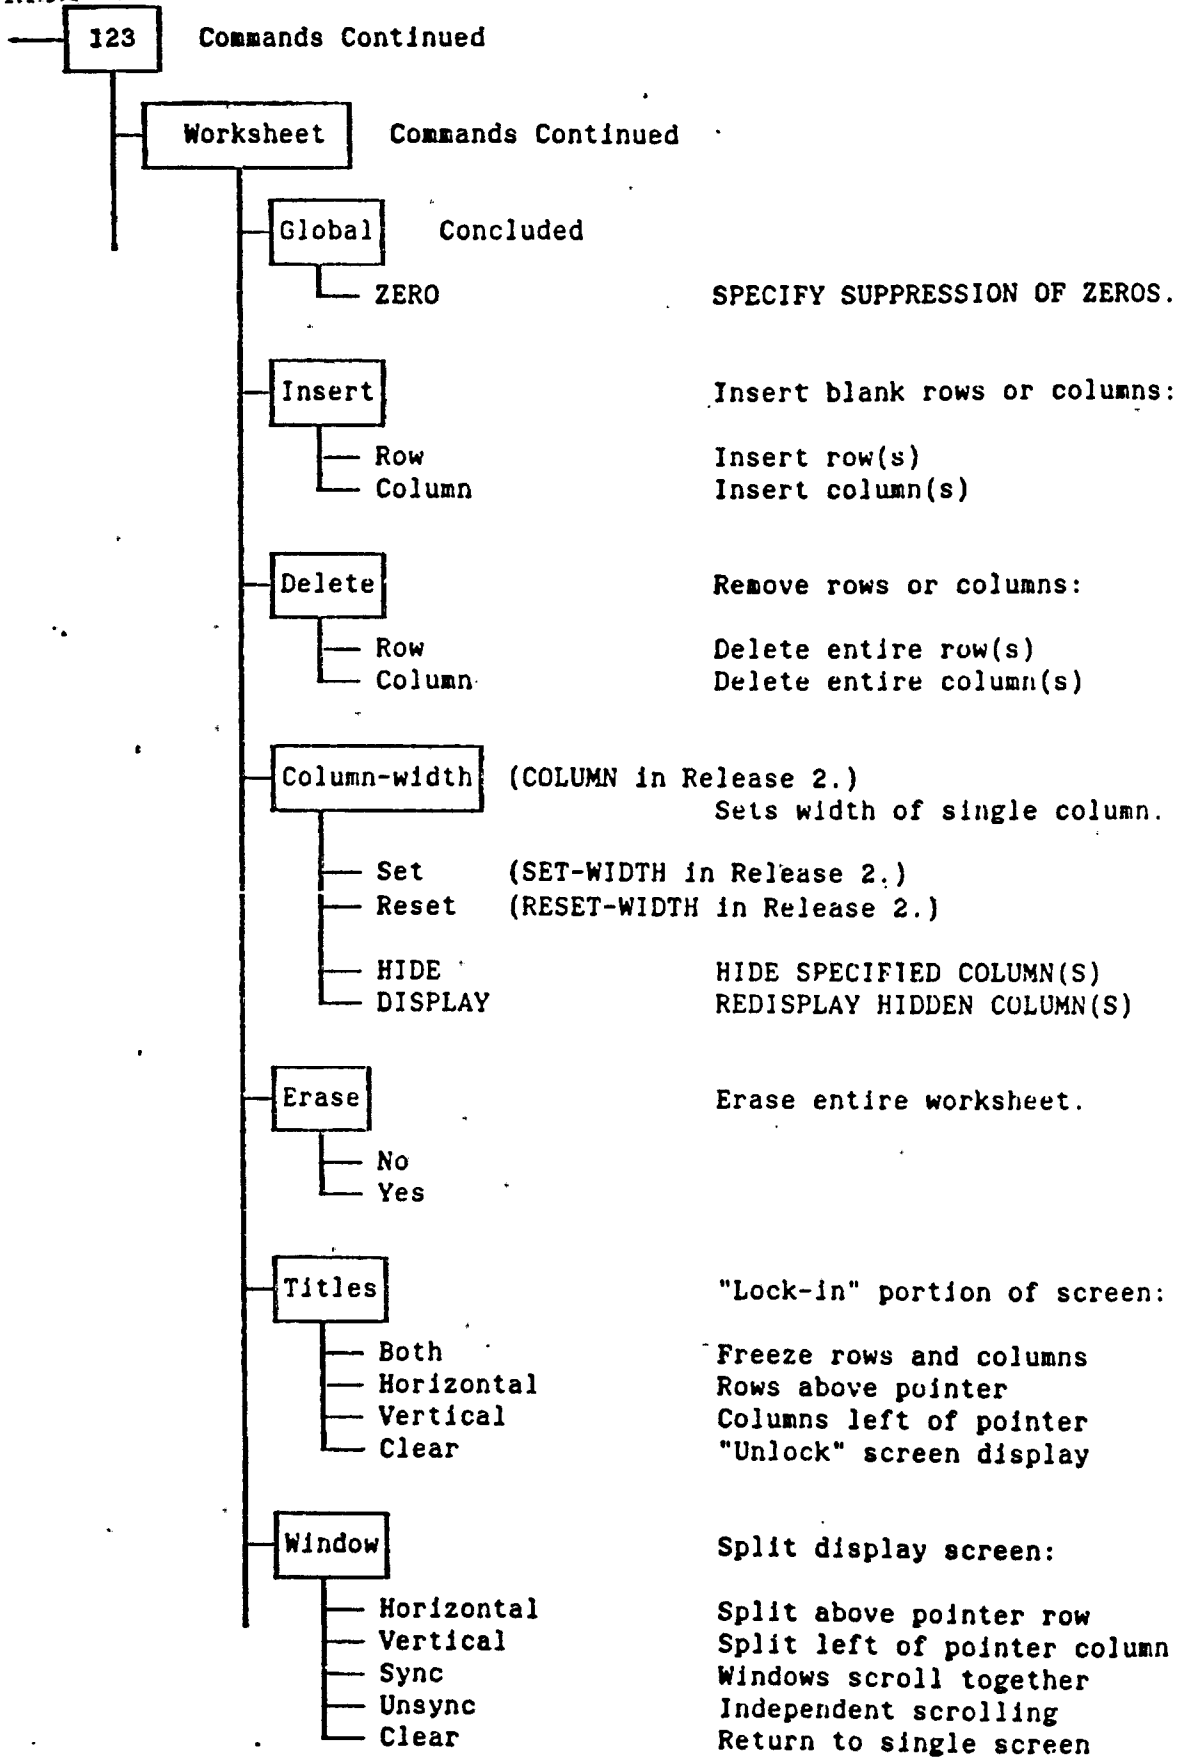 123 Commands Continued
Worksheet Commands Continued
Global Concluded
ZERO SPECIFY SUPPRESSION OF ZEROS.
Insert Insert blank rows or columns:
Row Insert row(s)
Column Insert column(s)
Delete Remove rows or columns:
Row Delete entire row(s)
Column Delete entire column(s)
Column-width (COLUMN in Release 2.)
Sets width of single column.
Set (SET-WIDTH in Release 2.)
Reset (RESET-WIDTH in Release 2.)
HIDE HIDE SPECIFIED COLUMN(S)
DISPLAY REDISPLAY HIDDEN COLUMN(S)
Erase Erase entire worksheet.
No
Yes
Titles "Lock-in" portion of screen:
Both Freeze rows and columns
Horizontal Rows above pointer
Vertical Columns left of pointer
Clear "Unlock" screen display
Window Split display screen:
Horizontal Split above pointer row
Vertical Split left of pointer column
Sync Windows scroll together
Unsync Independent scrolling
Clear Return to single screen